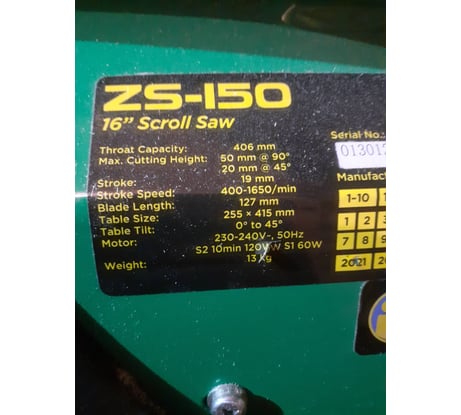 ZS-150
16" Scroll Saw
Throat Capacity: 406 mm
Max. Cutting Height: 50 mm @ 90°
20 mm @ 45°
Stroke: 19 mm
Stroke Speed: 400-1650/min
Blade Length: 127 mm
Table Size: 255 × 415 mm
Table Tilt: 0° to 45°
Motor: 230-240V~, 50Hz
S2 10min 120W S1 60W
Weight: 13 Kg
Serial No.:
013013
Manufactu
1-10
1 2 3
7 8 9
2021 20